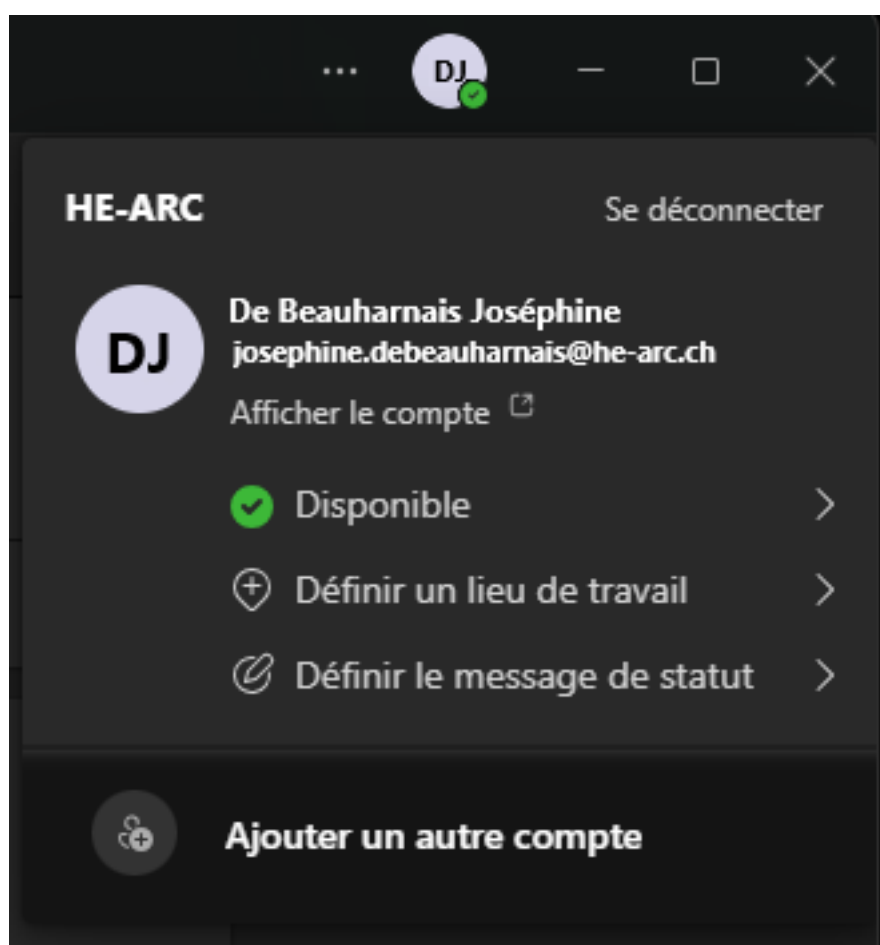 DJ
HE-ARC
Se déconnecter
DJ
De Beauharnais Joséphine
josephine.debeauharnais@he-arc.ch
Afficher le compte
Disponible
Définir un lieu de travail
Définir le message de statut
Ajouter un autre compte